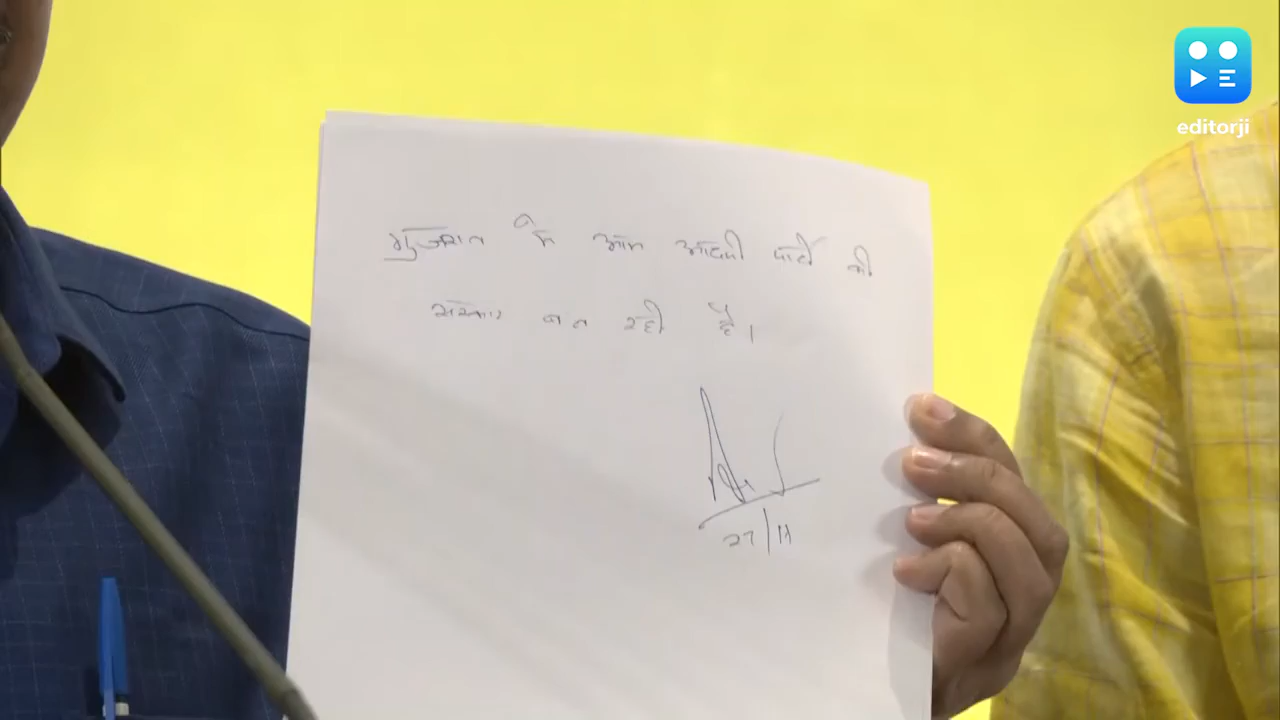 editorji
गुजरात में आम आदमी पार्टी की
सरकार बन रही है।
27/11